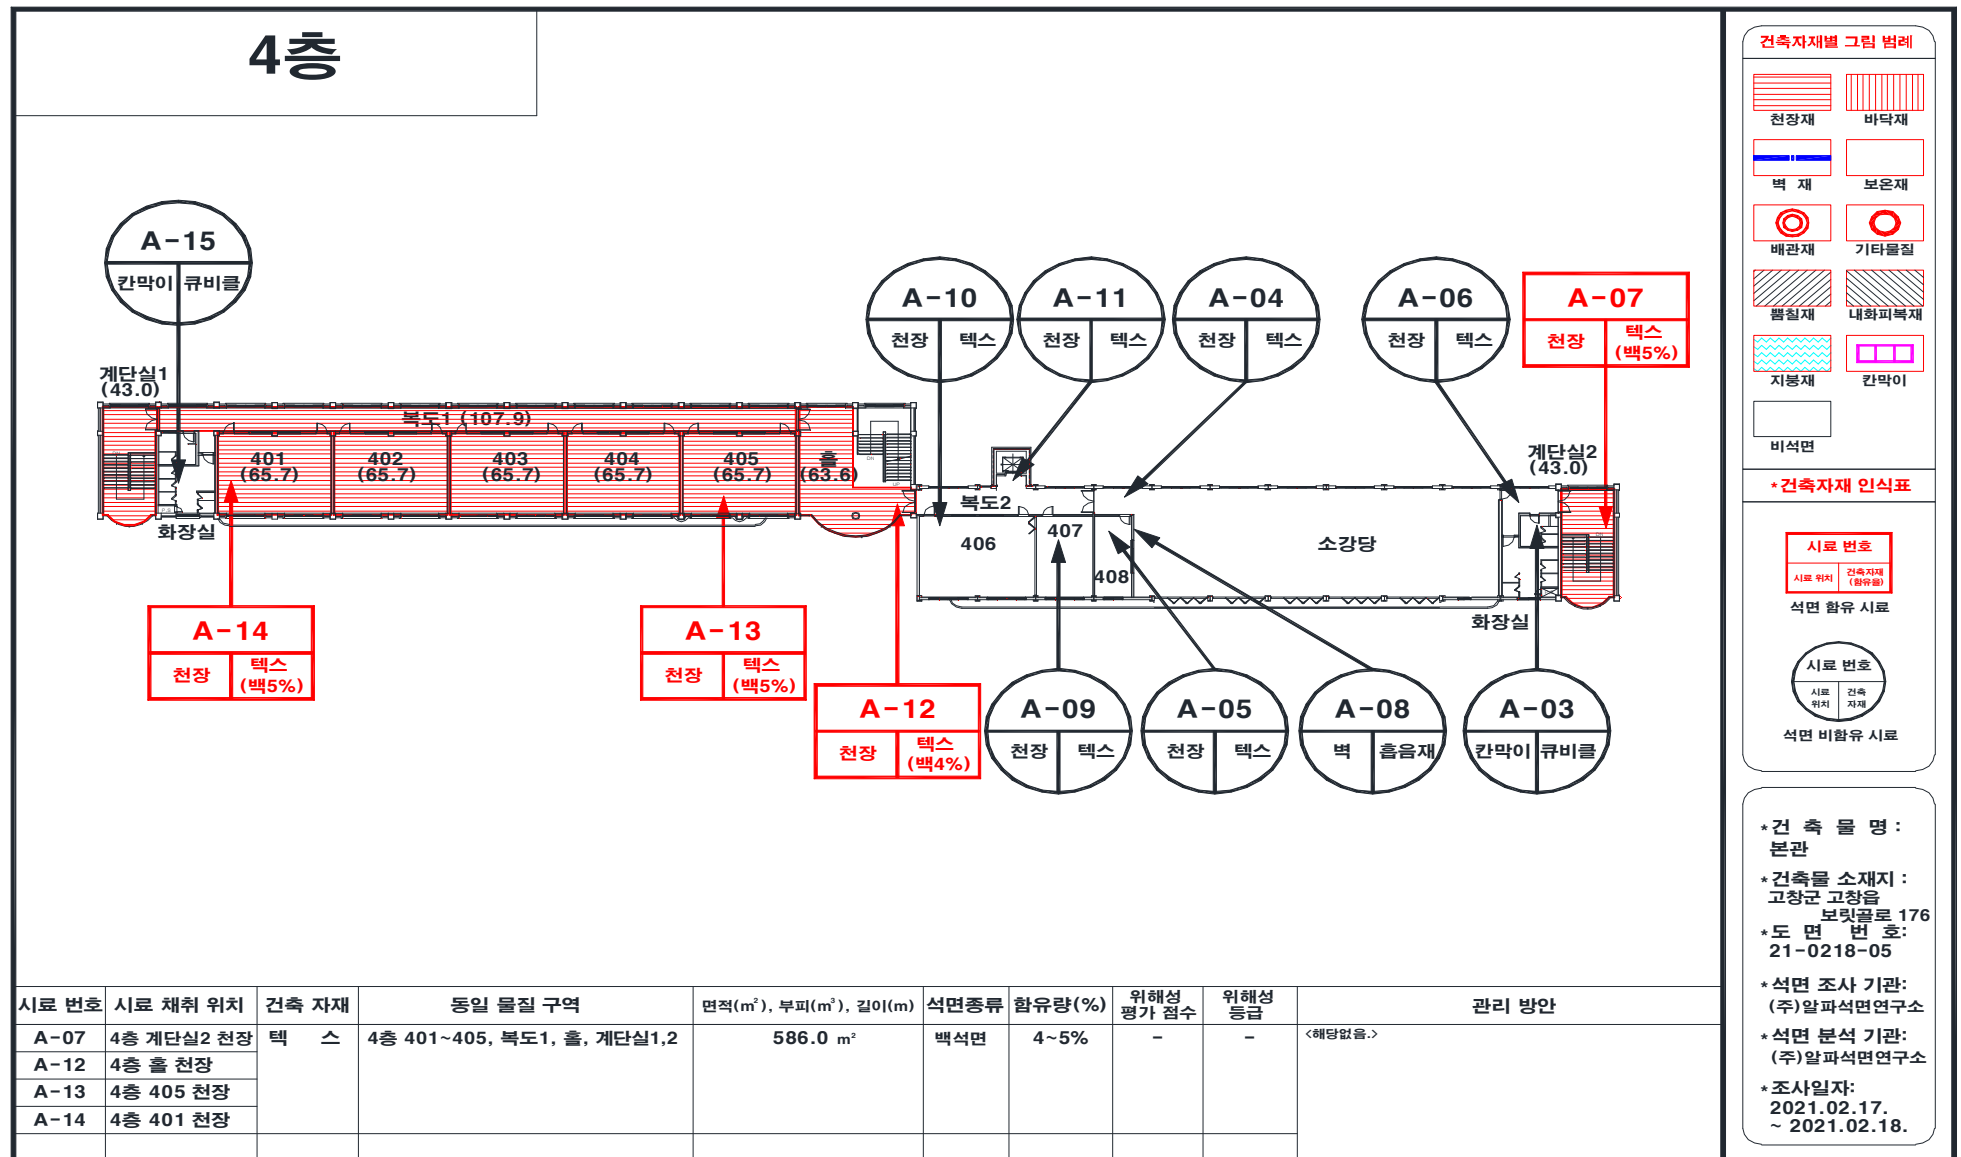 4층
A-15
칸막이 큐비클
A-10
천장 텍스
A-11
천장 텍스
A-04
천장 텍스
A-06
천장 텍스
A-07
천장 텍스
(백5%)
계단실1
(43.0)
복도1 (107.9)
401
(65.7)
402
(65.7)
403
(65.7)
404
(65.7)
405
(65.7)
홀
(63.6)
화장실
복도2
406
407
408
소강당
계단실2
(43.0)
화장실
A-14
천장 텍스
(백5%)
A-13
천장 텍스
(백5%)
A-12
천장 텍스
(백4%)
A-09
천장 텍스
A-05
천장 텍스
A-08
벽 흡음재
A-03
칸막이 큐비클
시료 번호 시료 채취 위치 건축 자재 동일 물질 구역 면적(m²), 부피(m³), 길이(m) 석면종류 함유량(%) 위해성 평가 점수 위해성 등급 관리 방안
A-07 4층 계단실2 천장 텍 스 4층 401~405, 복도1, 홀, 계단실1,2 586.0 m² 백석면 4~5% - - <해당없음.>
A-12 4층 홀 천장
A-13 4층 405 천장
A-14 4층 401 천장
건축자재별 그림 범례
천장재 바닥재
벽 재 보온재
배관재 기타물질
뿜칠재 내화피복재
지붕재 칸막이
비석면
*건축자재 인식표
시료 번호
시료 위치 건축자재
(함유율)
석면 함유 시료
시료 번호
시료 위치 건축 자재
석면 비함유 시료
*건 축 물 명 :
본관
*건축물 소재지 :
고창군 고창읍
보릿골로 176
*도 면 번 호:
21-0218-05
*석면 조사 기관:
(주)알파석면연구소
*석면 분석 기관:
(주)알파석면연구소
*조사일자:
2021.02.17.
~ 2021.02.18.